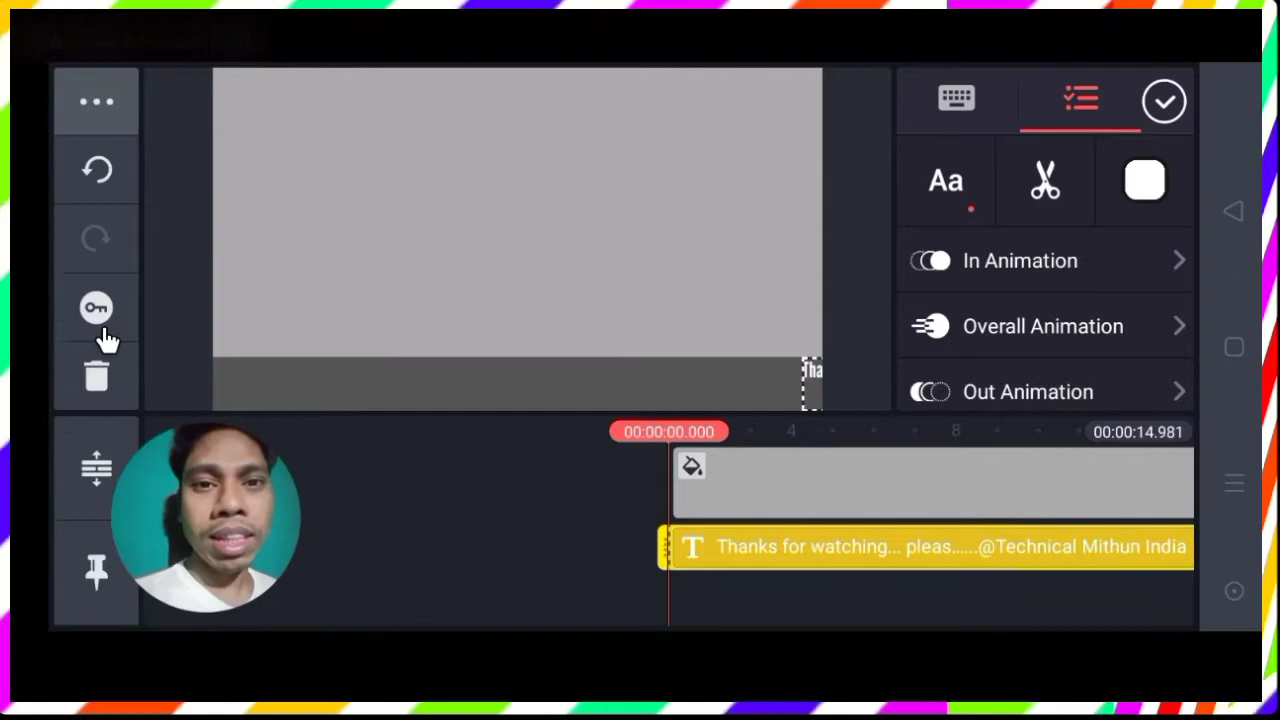 Aa
In Animation
Overall Animation
Tha
Out Animation
00:00:00.000
4
8
00:00:14.981
T Thanks for watching... pleas......@Technical Mithun India